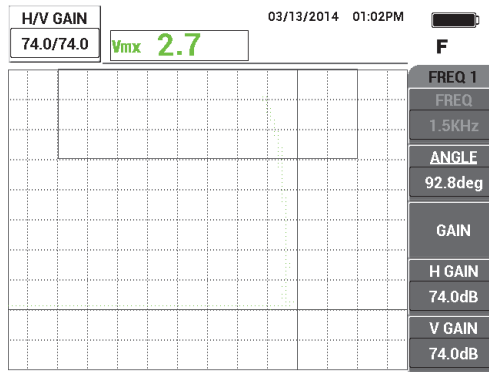 H/V GAIN
74.0/74.0
Vmx 2.7
03/13/2014 01:02PM
F
FREQ 1
FREQ
1.5KHz
ANGLE
92.8deg
GAIN
H GAIN
74.0dB
V GAIN
74.0dB